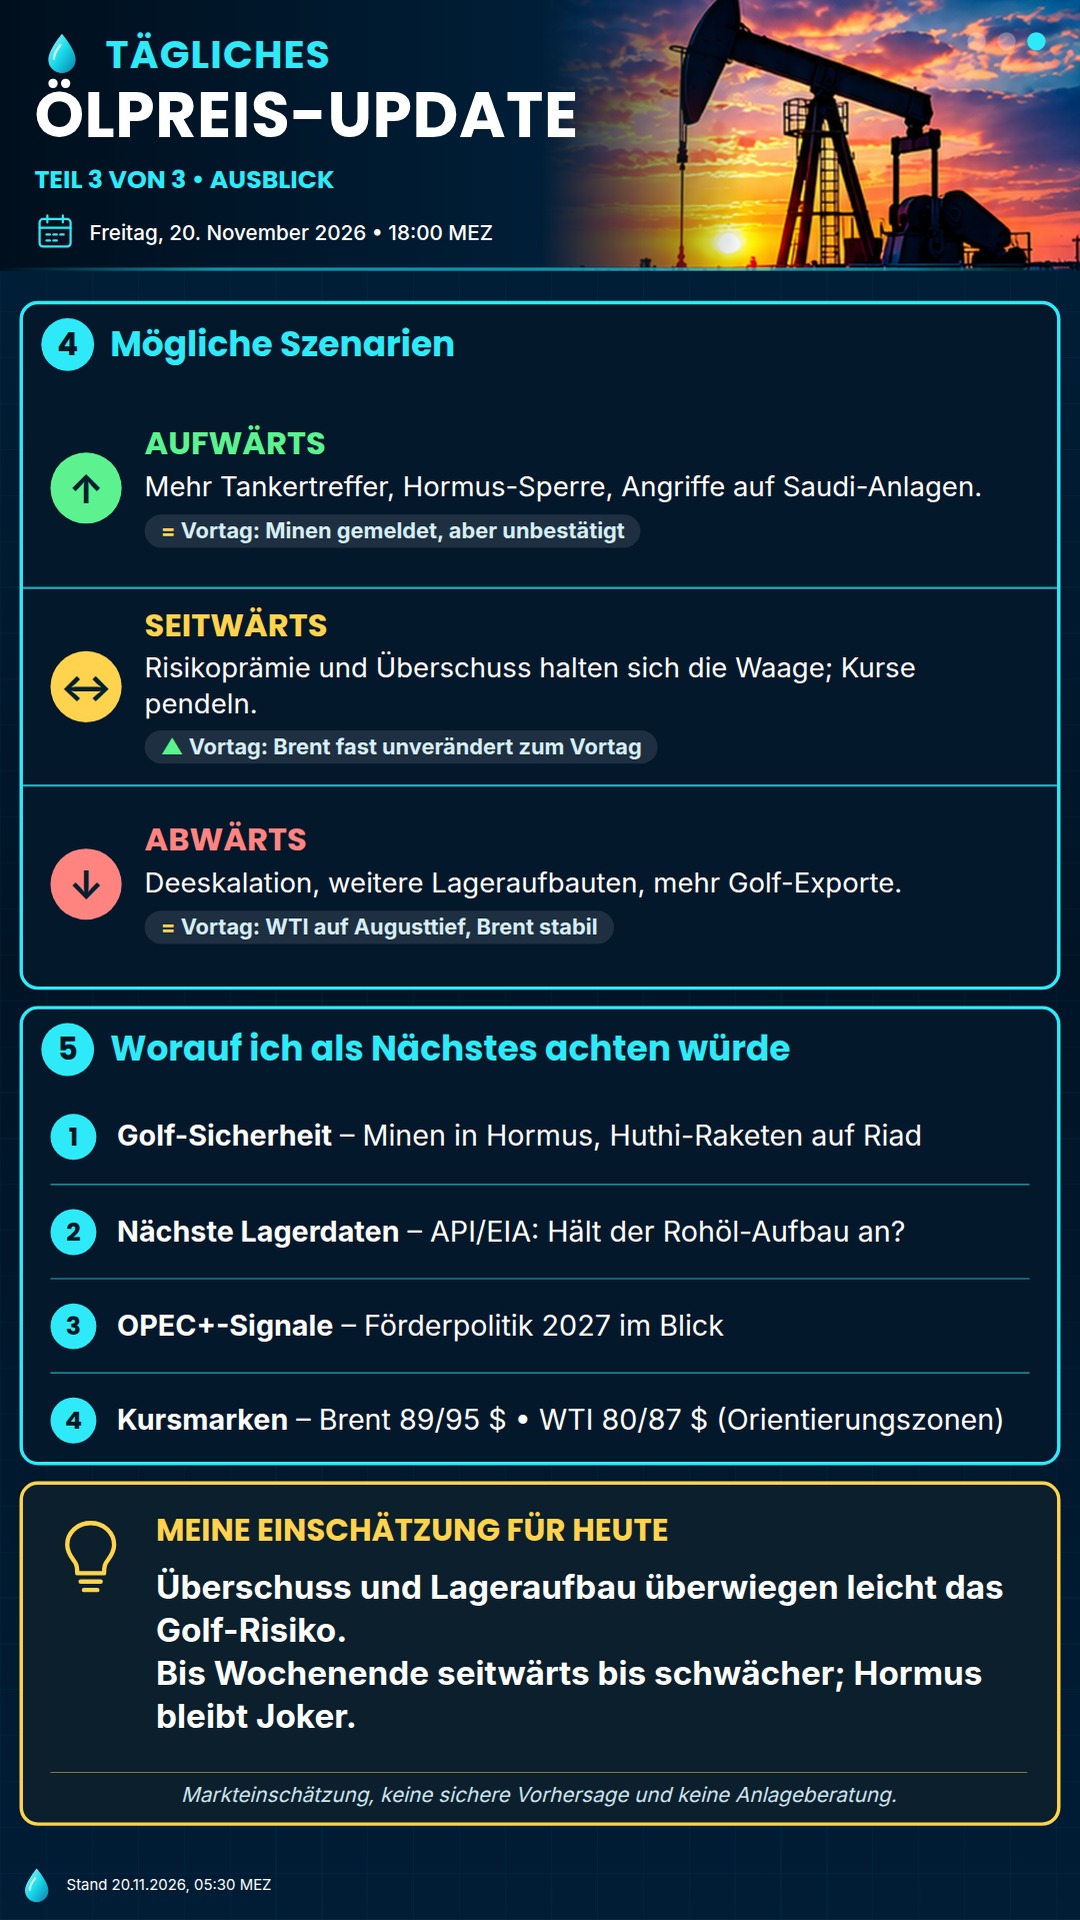 TÄGLICHES
ÖLPREIS-UPDATE
TEIL 3 VON 3 • AUSBLICK
Freitag, 20. November 2026 • 18:00 MEZ
4 Mögliche Szenarien
AUFWÄRTS
Mehr Tankertreffer, Hormus-Sperre, Angriffe auf Saudi-Anlagen.
= Vortag: Minen gemeldet, aber unbestätigt
SEITWÄRTS
Risikoprämie und Überschuss halten sich die Waage; Kurse
pendeln.
▲ Vortag: Brent fast unverändert zum Vortag
ABWÄRTS
Deeskalation, weitere Lageraufbauten, mehr Golf-Exporte.
= Vortag: WTI auf Augusttief, Brent stabil
5 Worauf ich als Nächstes achten würde
1 Golf-Sicherheit – Minen in Hormus, Huthi-Raketen auf Riad
2 Nächste Lagerdaten – API/EIA: Hält der Rohöl-Aufbau an?
3 OPEC+-Signale – Förderpolitik 2027 im Blick
4 Kursmarken – Brent 89/95 $ • WTI 80/87 $ (Orientierungszonen)
MEINE EINSCHÄTZUNG FÜR HEUTE
Überschuss und Lageraufbau überwiegen leicht das
Golf-Risiko.
Bis Wochenende seitwärts bis schwächer; Hormus
bleibt Joker.
Markteinschätzung, keine sichere Vorhersage und keine Anlageberatung.
Stand 20.11.2026, 05:30 MEZ